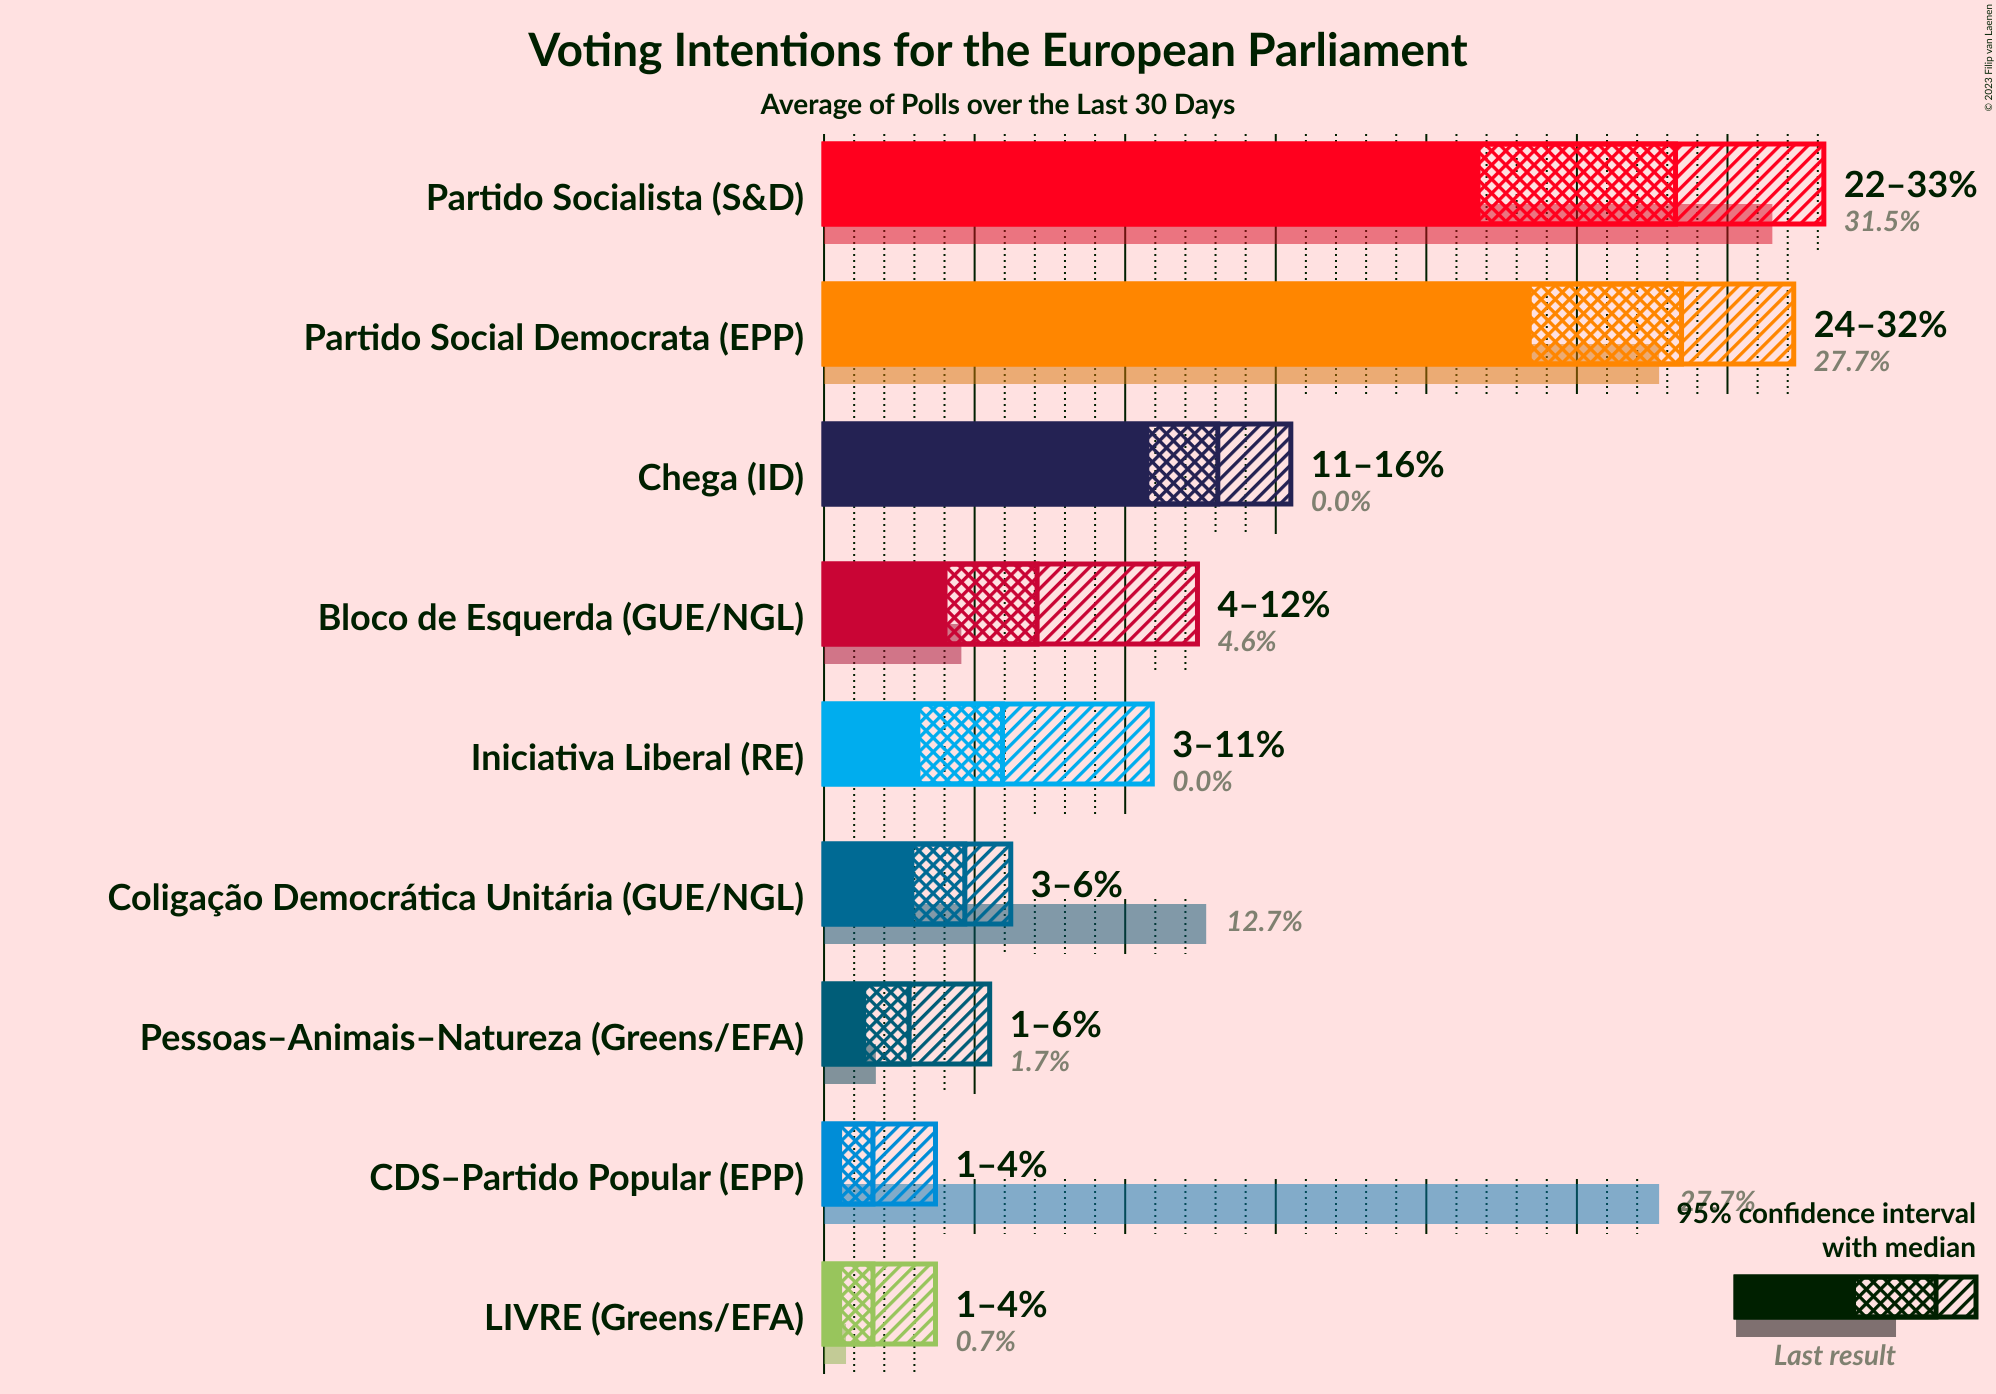 © 2023 Filip van Laenen
Voting Intentions for the European Parliament
Average of Polls over the Last 30 Days
Partido Socialista (S&D)
22–33%
31.5%
Partido Social Democrata (EPP)
24–32%
27.7%
Chega (ID)
11–16%
0.0%
Bloco de Esquerda (GUE/NGL)
4–12%
4.6%
Iniciativa Liberal (RE)
3–11%
0.0%
Coligação Democrática Unitária (GUE/NGL)
3–6%
12.7%
Pessoas–Animais–Natureza (Greens/EFA)
1–6%
1.7%
CDS–Partido Popular (EPP)
1–4%
27.7%
LIVRE (Greens/EFA)
1–4%
0.7%
95% confidence interval
with median
Last result